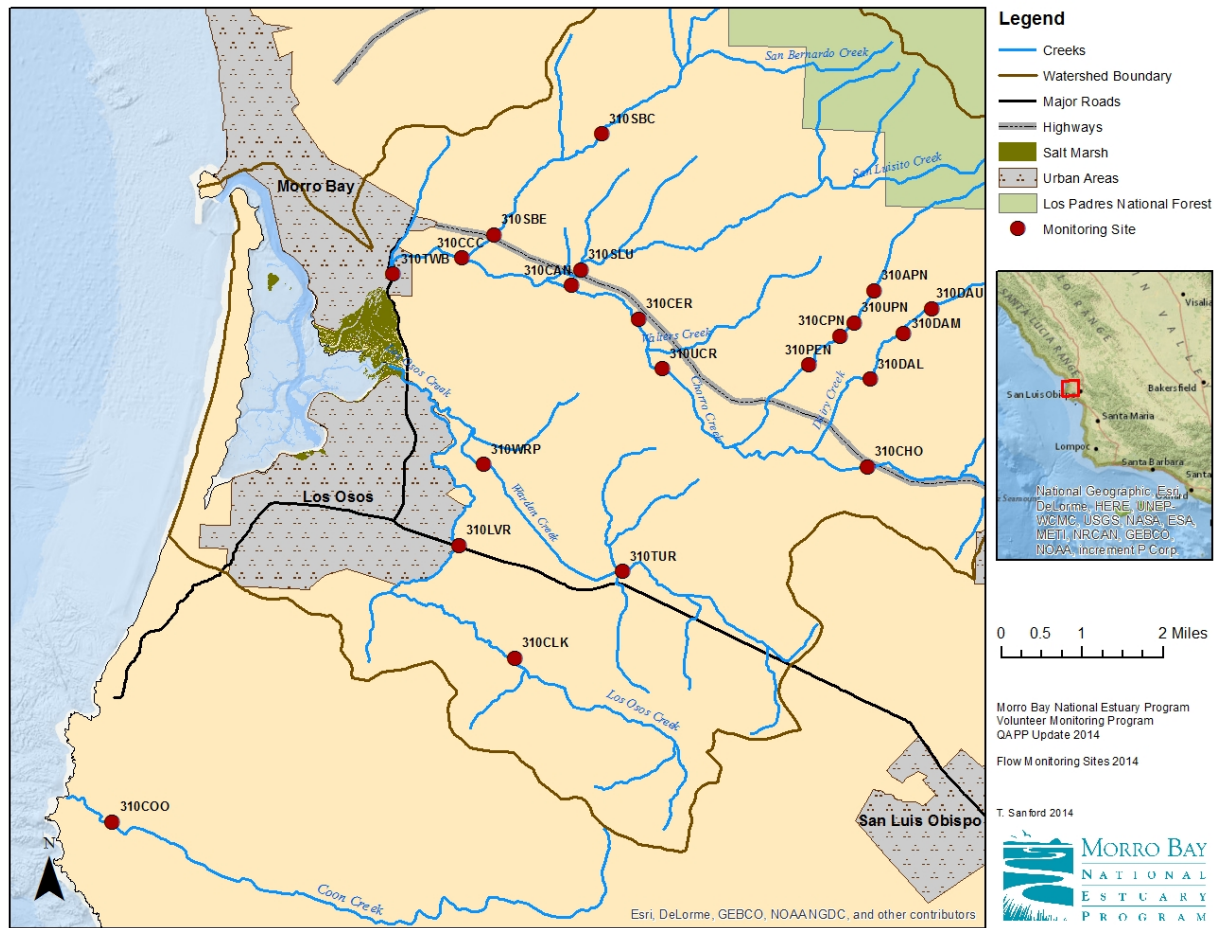 San Bernardo Creek
310SBC
San Luisito Creek
Morro Bay
310SBE
310CCC
310TWB
310SLU
310CAN
310APN
310DAU
310CER
310UPN
310CPN
310DAM
Walters Creek
310UCR
310PEN
310DAL
Osos Creek
Chorra Creek
Dairy Creek
310WRP
310CHO
Los Osos
Warden Creek
310LVR
310TUR
310CLK
Los Osos Creek
310COO
San Luis Obispo
N
Coon Creek
Esri, DeLorme, GEBCO, NOAA NGDC, and other contributors
Legend
Creeks
Watershed Boundary
Major Roads
Highways
Salt Marsh
Urban Areas
Los Padres National Forest
Monitoring Site
Visalia
SANTA LUCIA RANGE
VALLE
San Luis Obispo
Bakersfield
Santa Maria
Lompoc
Santa Barbara
Santa
National Geographic, Esri,
DeLorme, HERE, UNEP-
WCMC, USGS, NASA, ESA,
METI, NRCAN, GEBCO,
NOAA, increment P Corp.
0 0.5 1 2 Miles
Morro Bay National Estuary Program
Volunteer Monitoring Program
QAPP Update 2014
Flow Monitoring Sites 2014
T. Sanford 2014
MORRO BAY
NATIONAL
ESTUARY
PROGRAM